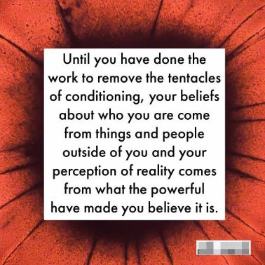 Until you have done the
work to remove the tentacles
of conditioning, your beliefs
about who you are come
from things and people
outside of you and your
perception of reality comes
from what the powerful
have made you believe it is.